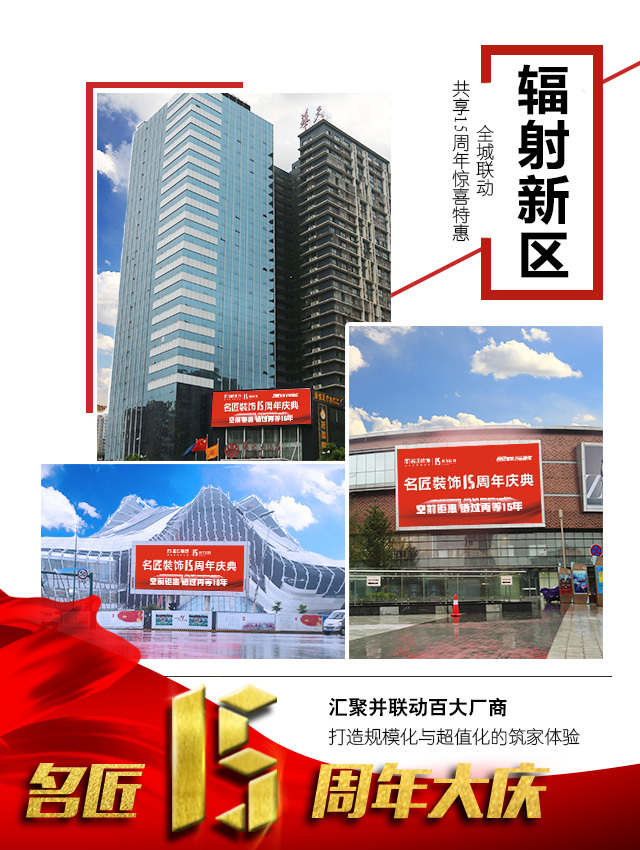 辐射新区
全城联动
共享15周年惊喜特惠
华天
名匠装饰15周年庆典
空前钜惠 错过再等15年
名匠装饰15周年庆典
空前钜惠 错过再等15年
名匠装饰15周年庆典
空前钜惠 错过再等15年
汇聚并联动百大厂商
打造规模化与超值化的筑家体验
名匠15周年大庆